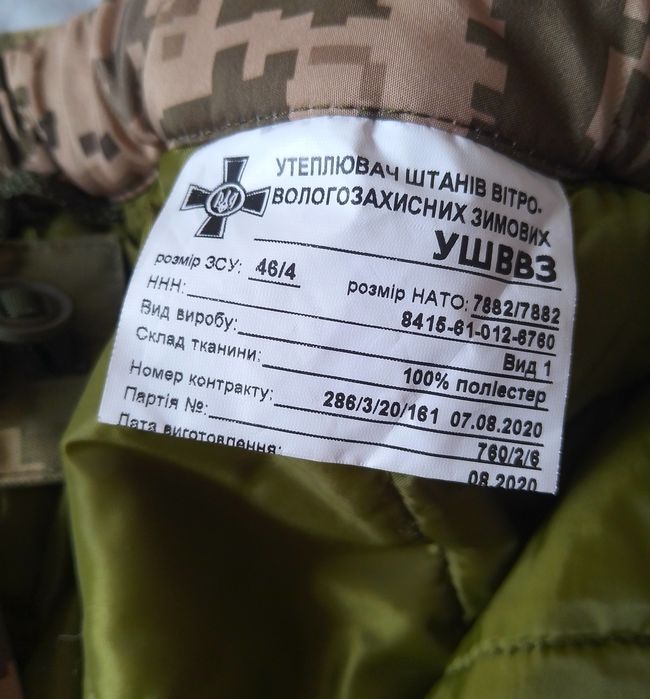 УТЕПЛЮВАЧ ШТАНІВ ВІТРО-
ВОЛОГОЗАХИСНИХ ЗИМОВИХ
УШВВЗ
розмір ЗСУ: 46/4 розмір НАТО: 7882/7882
ННН: 8415-61-012-6760
Вид виробу: Вид 1
Склад тканини: 100% поліестер
Номер контракту: 286/3/20/161 07.08.2020
Партія №: 760/2/6
Дата виготовлення: 08.2020